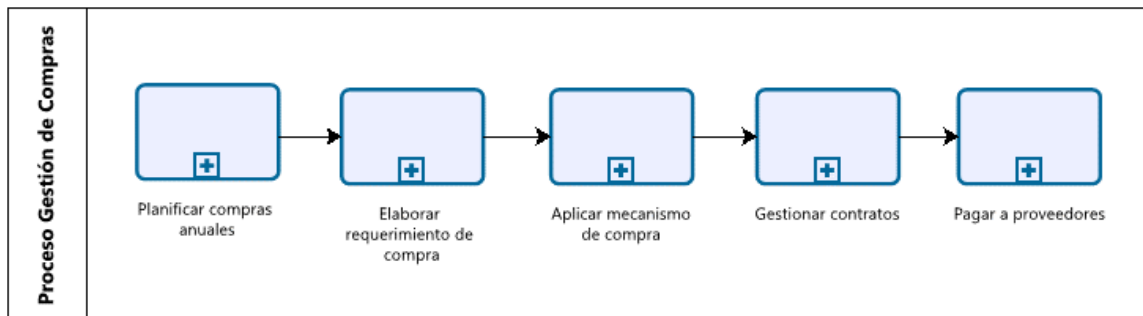 Proceso Gestión de Compras
Planificar compras
anuales
Elaborar
requerimiento de
compra
Aplicar mecanismo
de compra
Gestionar contratos
Pagar a proveedores